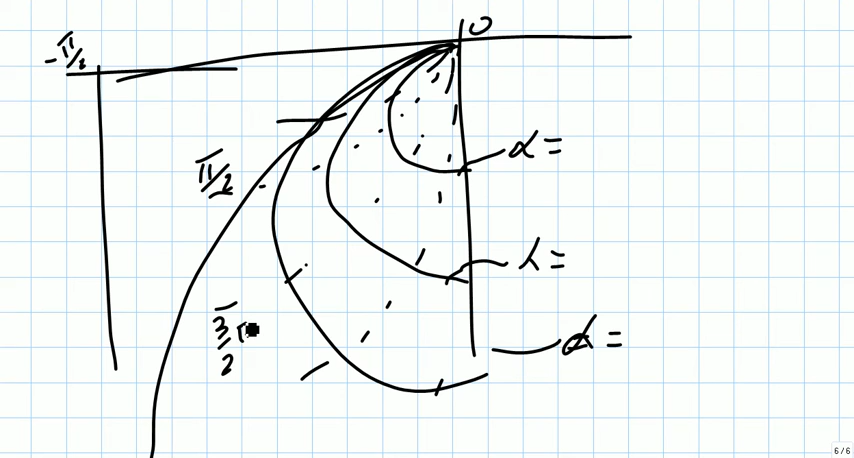 0
-π/2
α =
π/2
α =
3
2
α =
6/6